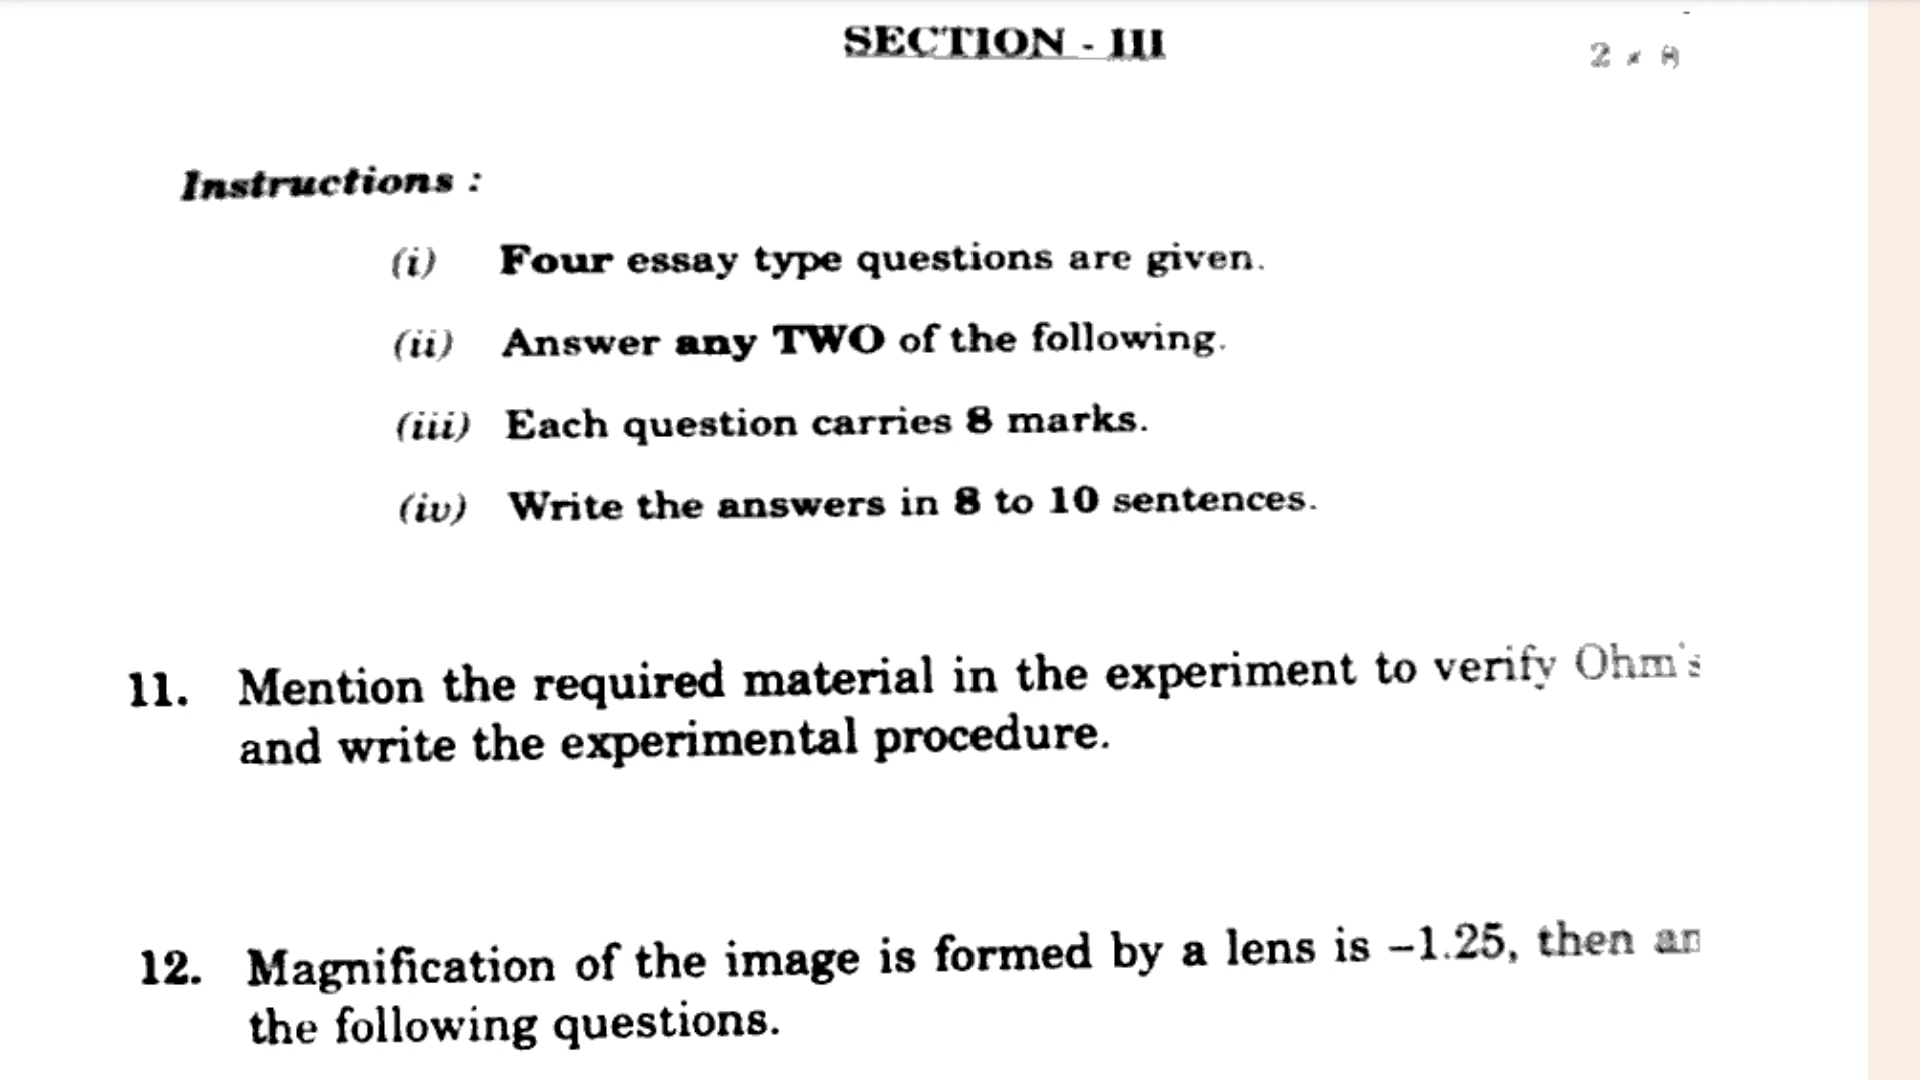 SECTION - III
2 × 8
Instructions :
(i) Four essay type questions are given.
(ii) Answer any TWO of the following.
(iii) Each question carries 8 marks.
(iv) Write the answers in 8 to 10 sentences.
11. Mention the required material in the experiment to verify Ohm's
and write the experimental procedure.
12. Magnification of the image is formed by a lens is –1.25, then
the following questions.